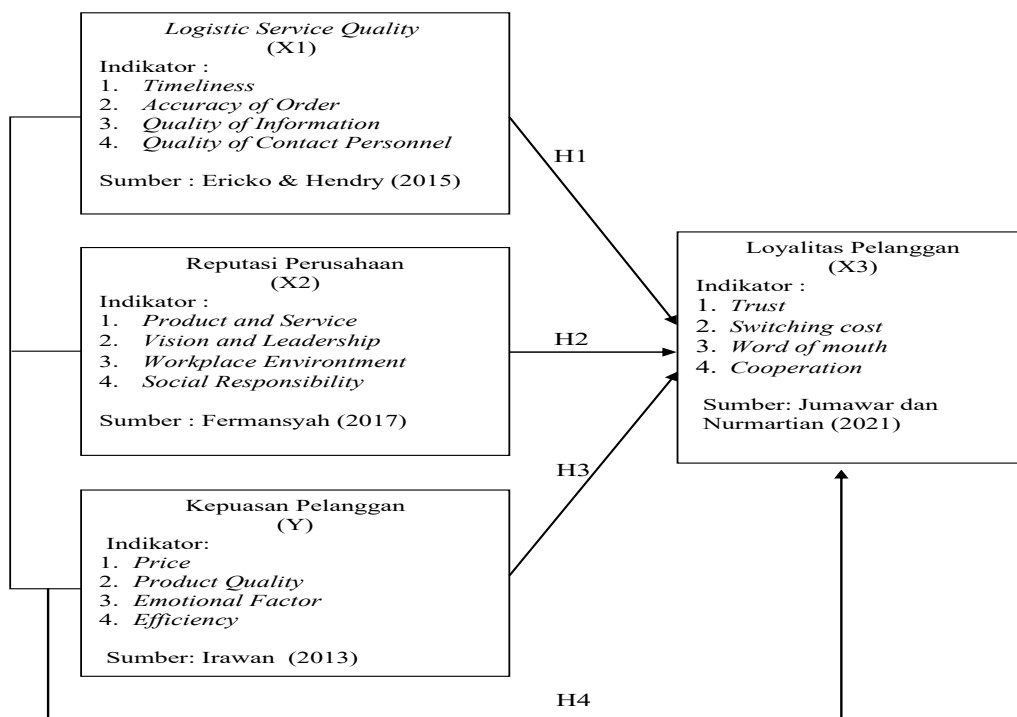 Logistic Service Quality
(X1)
Indikator :
1. Timeliness
2. Accuracy of Order
3. Quality of Information
4. Quality of Contact Personnel
Sumber : Ericko & Hendry (2015)
H1
Reputasi Perusahaan
(X2)
Indikator :
1. Product and Service
2. Vision and Leadership
3. Workplace Environtment
4. Social Responsibility
Sumber : Fermansyah (2017)
H2
Kepuasan Pelanggan
(Y)
Indikator:
1. Price
2. Product Quality
3. Emotional Factor
4. Efficiency
Sumber: Irawan (2013)
H3
Loyalitas Pelanggan
(X3)
Indikator :
1. Trust
2. Switching cost
3. Word of mouth
4. Cooperation
Sumber: Jumawar dan
Nurmartian (2021)
H4